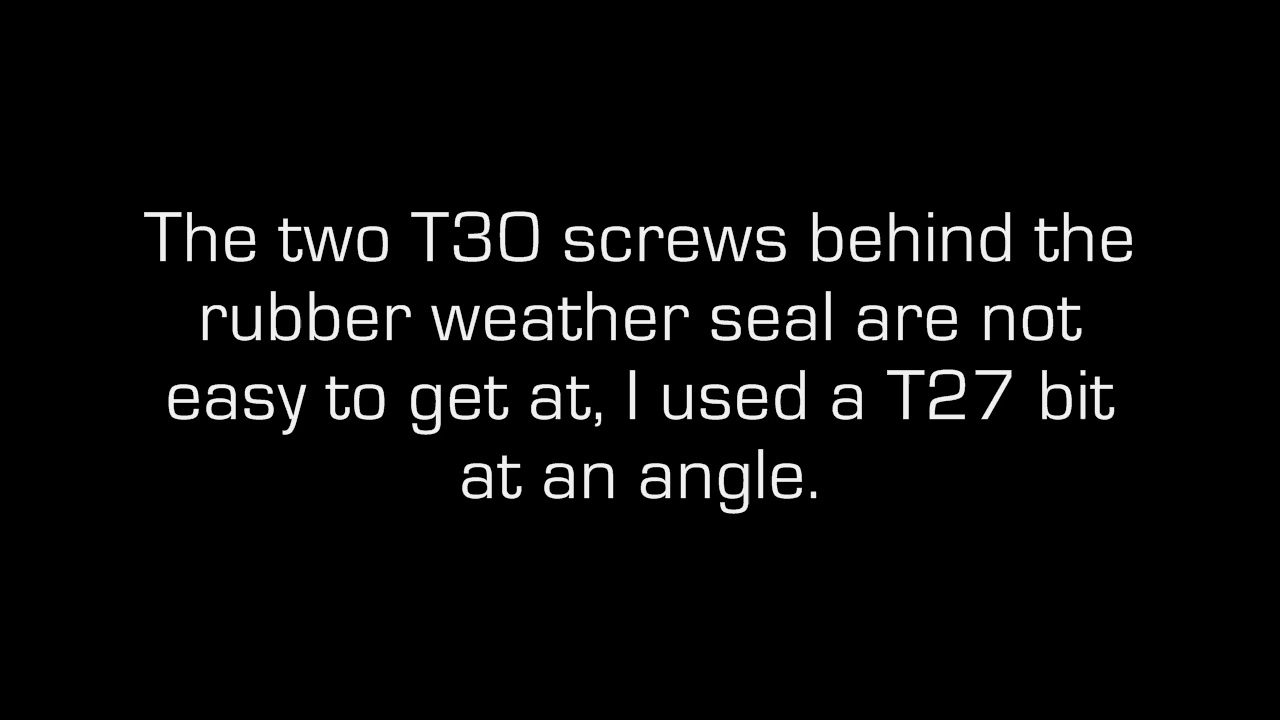 The two T30 screws behind the
rubber weather seal are not
easy to get at, I used a T27 bit
at an angle.